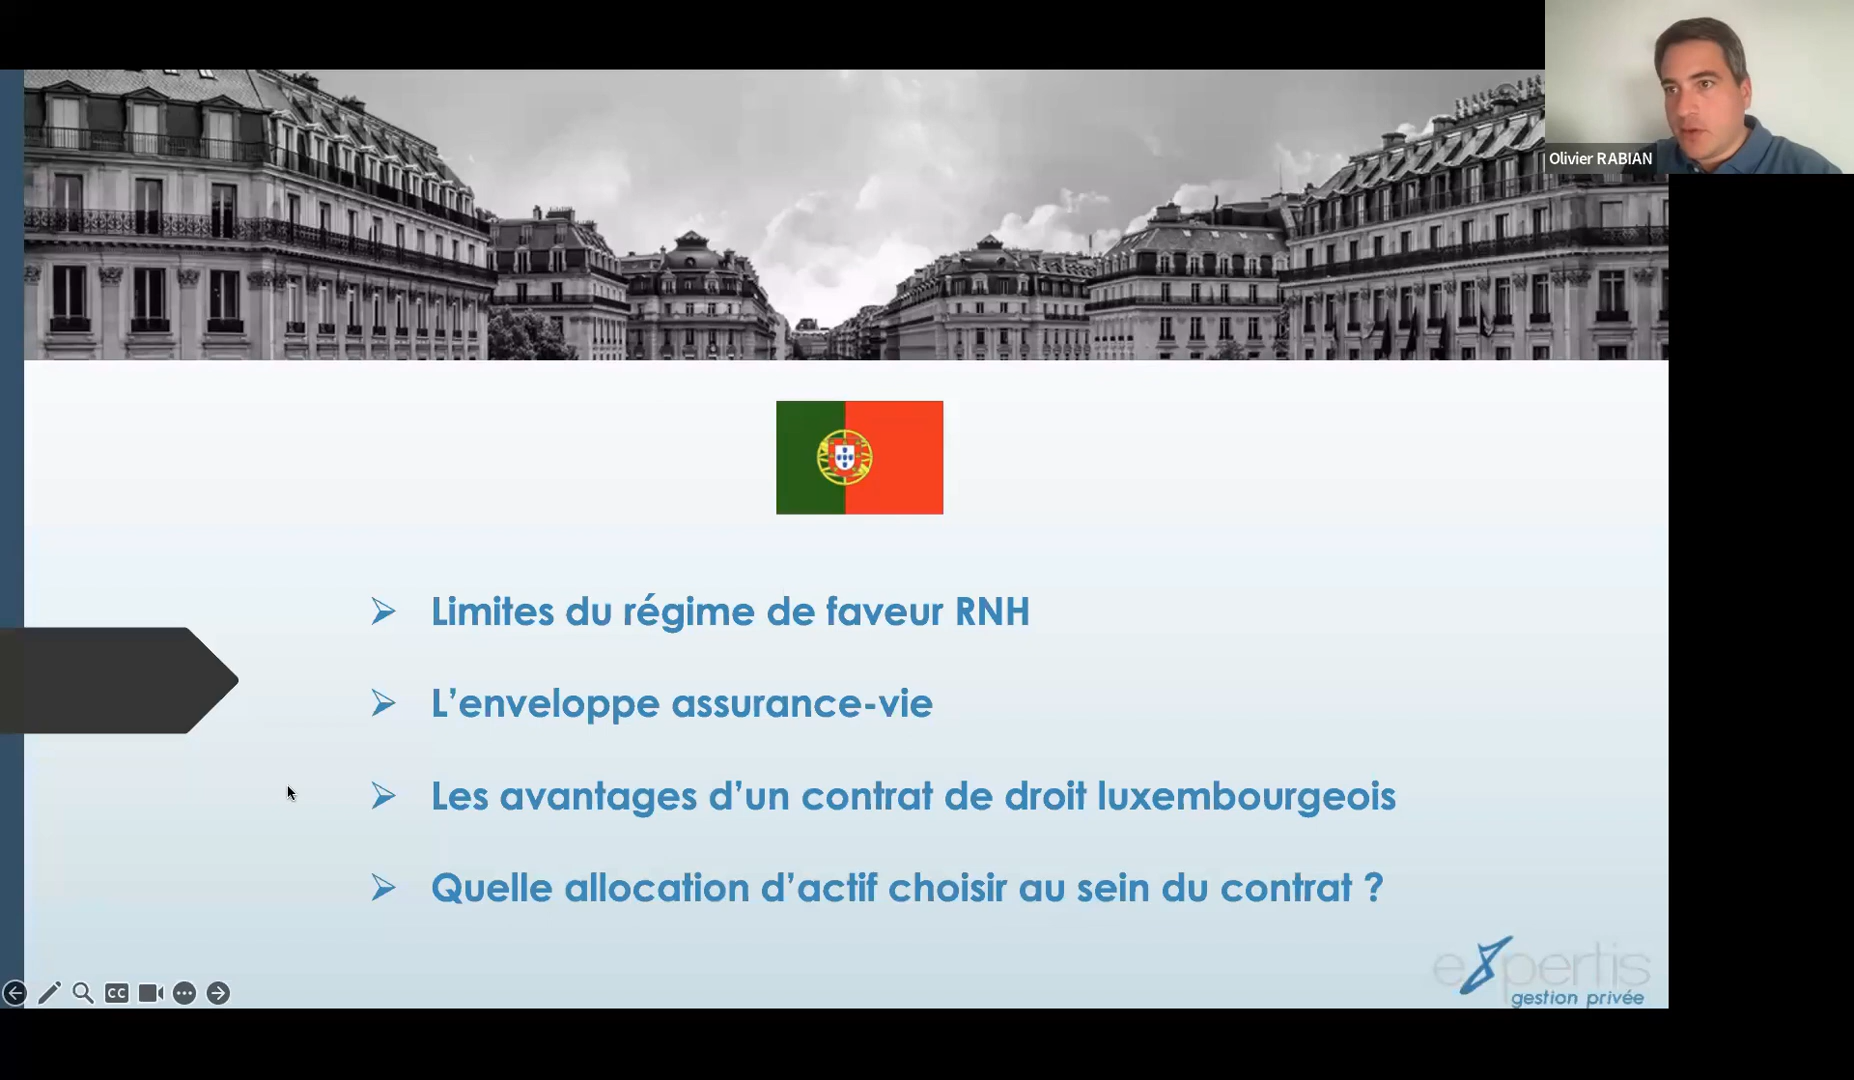 Olivier RABIAN
Limites du régime de faveur RNH
L’enveloppe assurance-vie
Les avantages d’un contrat de droit luxembourgeois
Quelle allocation d’actif choisir au sein du contrat ?
CC
expertis
gestion privée